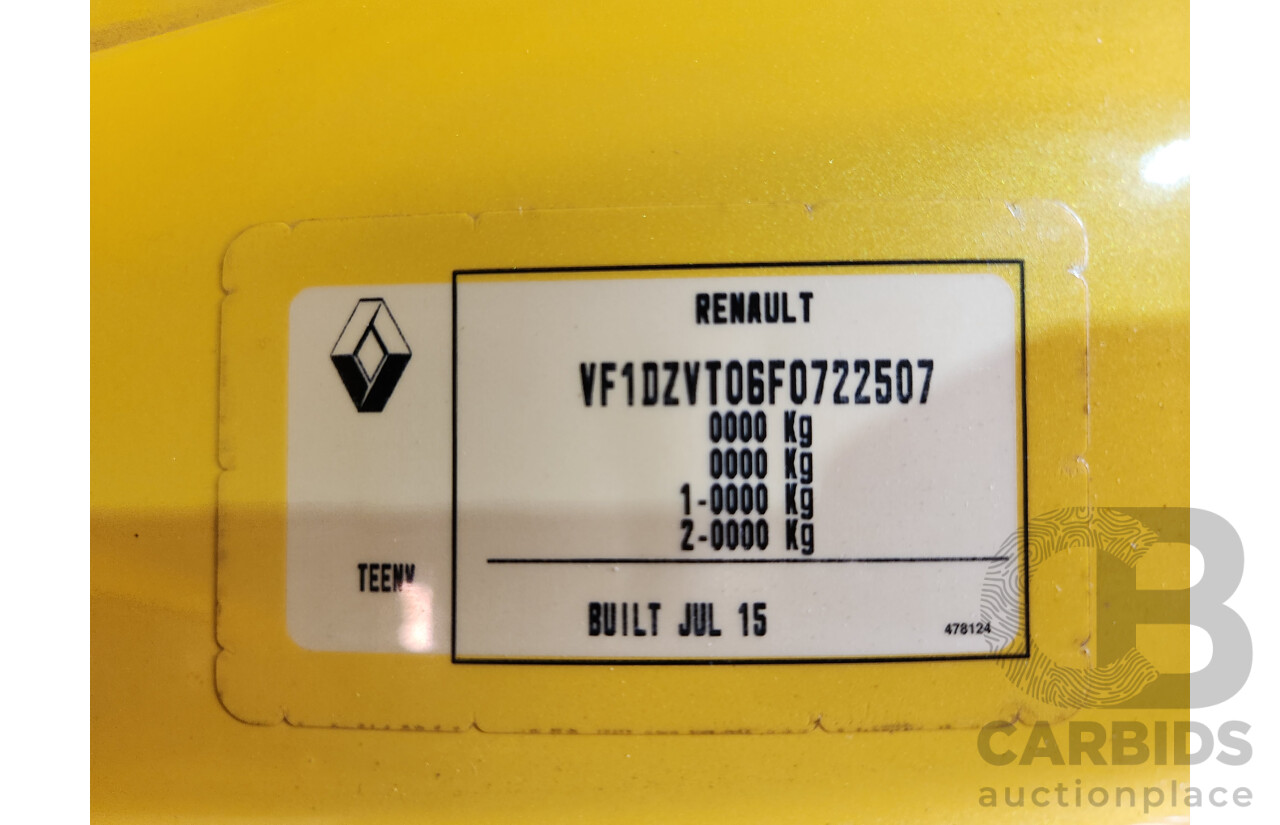 RENAULT
VF1DZVT06F0722507
0000 Kg
0000 Kg
1-0000 Kg
2-0000 Kg
BUILT JUL 15
478124
CARBIDS
auctionplace